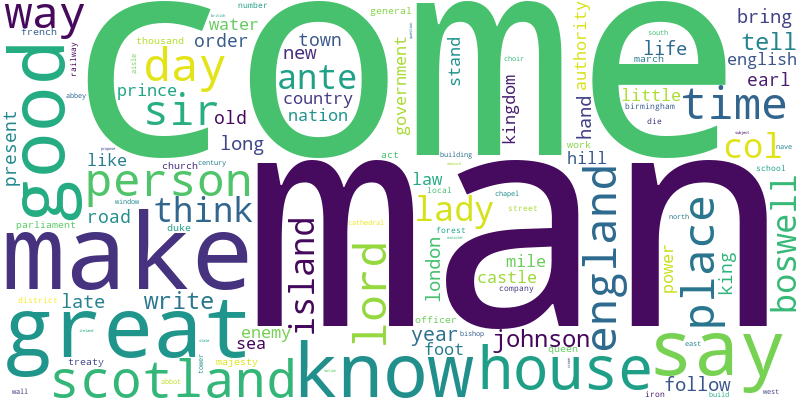 way
french
railway
good
come
number
general
water
order
thousand
aisle
day
abbey
prince
sir
old
town
new
ante
country
nation
long
government
stand
kingdom
authority
hand
south
life
march
little
birmingham
die
time
bring
tell
english
earl
col
present
like
church
century
window
person
road
think
parliament
duke
act
building
law
local
chapel
lady
street
forest
choir
work
hill
school
nave
subject
propose
man
make
island
lord
cathedral
london
mile
castle
company
england
place
north
power
king
boswell
district
late
write
great
enemy
sea
officer
year
foot
bishop
johnson
queen
say
east
treaty
tower
majesty
scotland
abbot
know
house
follow
iron
build
west
wall